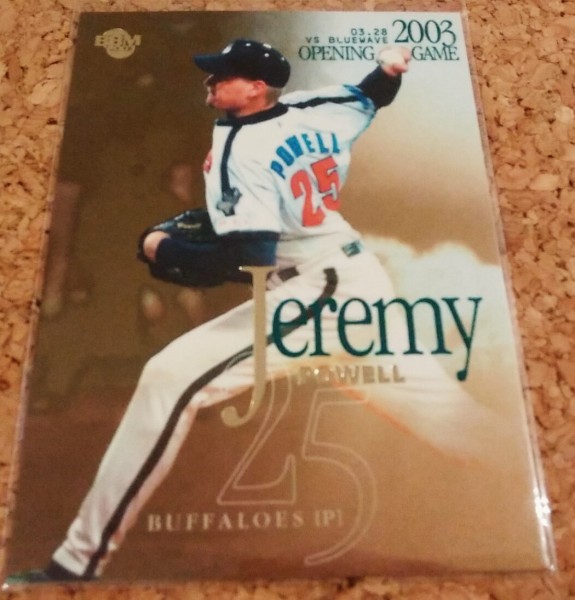 BBM
03.28
VS BLUEWAVE
2003
OPENING GAME
POWELL
25
Jeremy
POWELL
25
BUFFALOES [P]